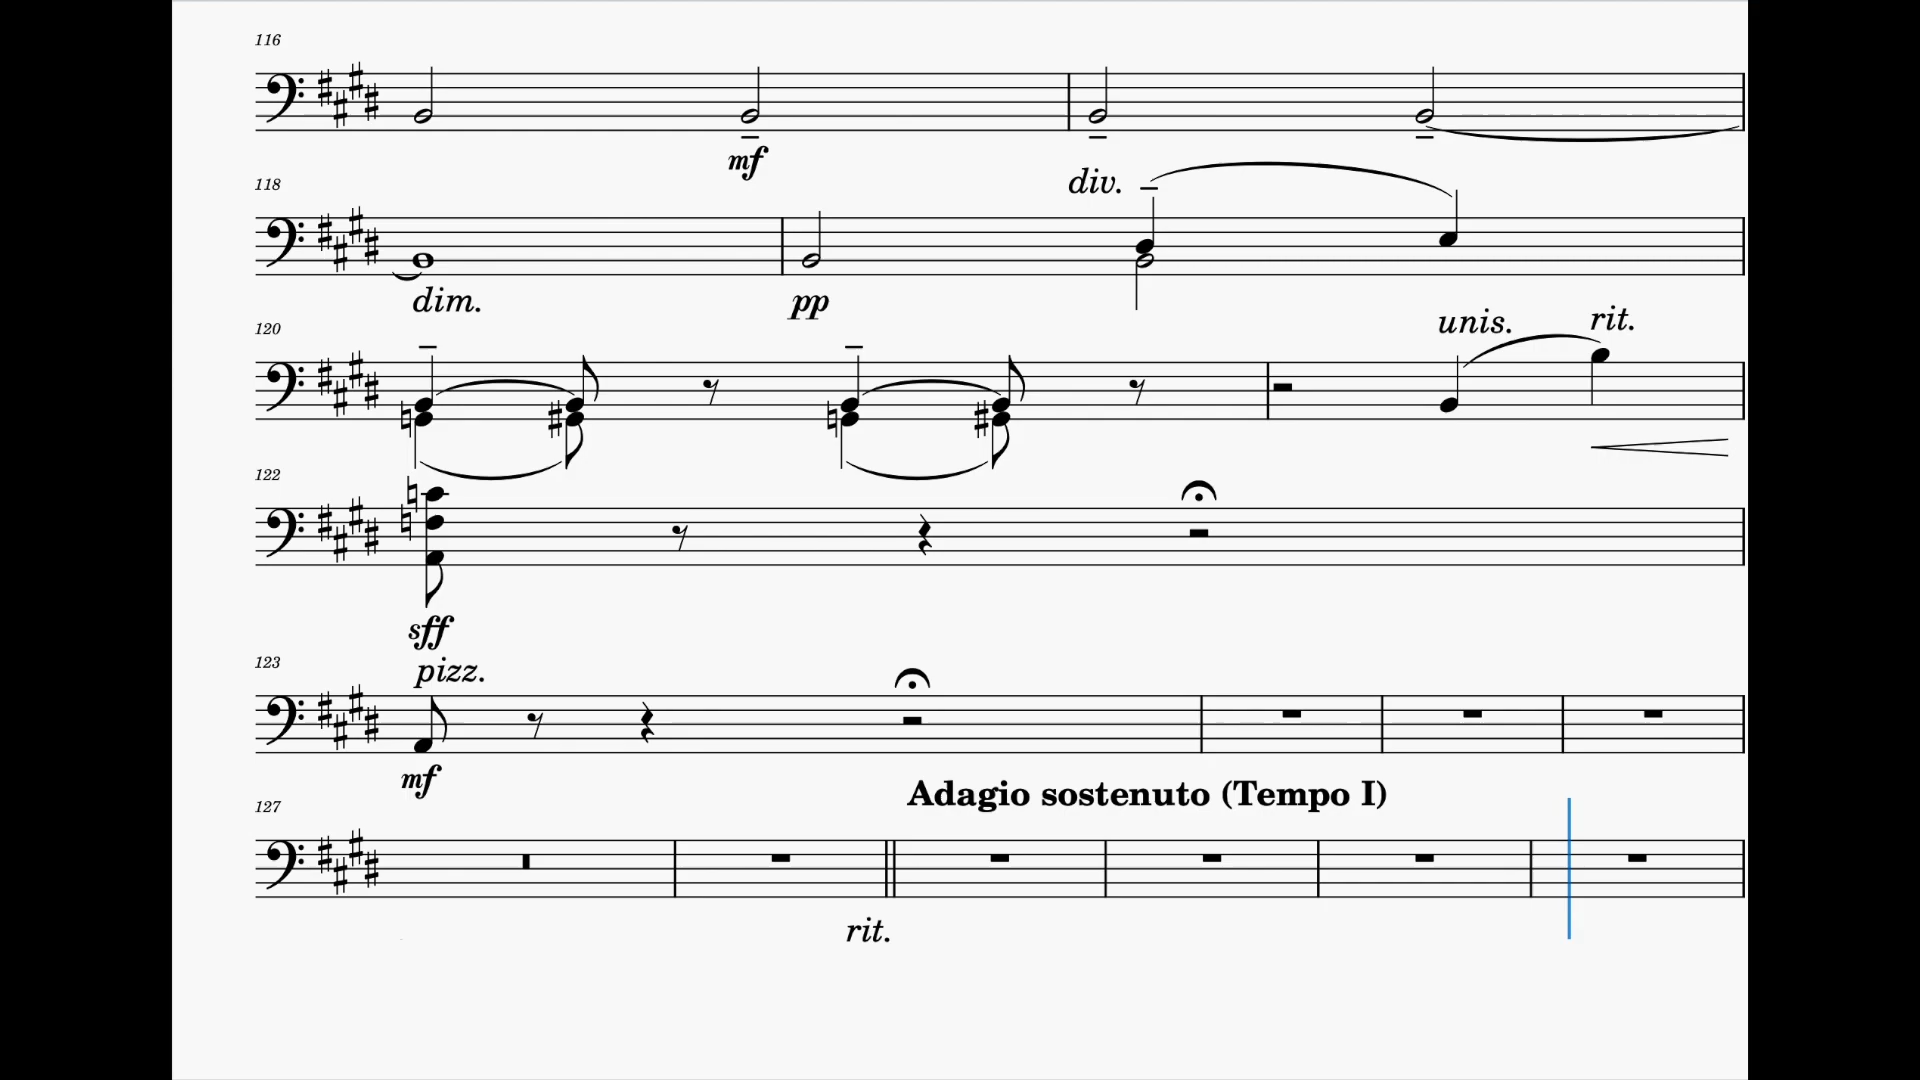 116
mf
118
div.
dim.
pp
120
unis.
rit.
122
sff
123
pizz.
mf
127
Adagio sostenuto (Tempo I)
rit.